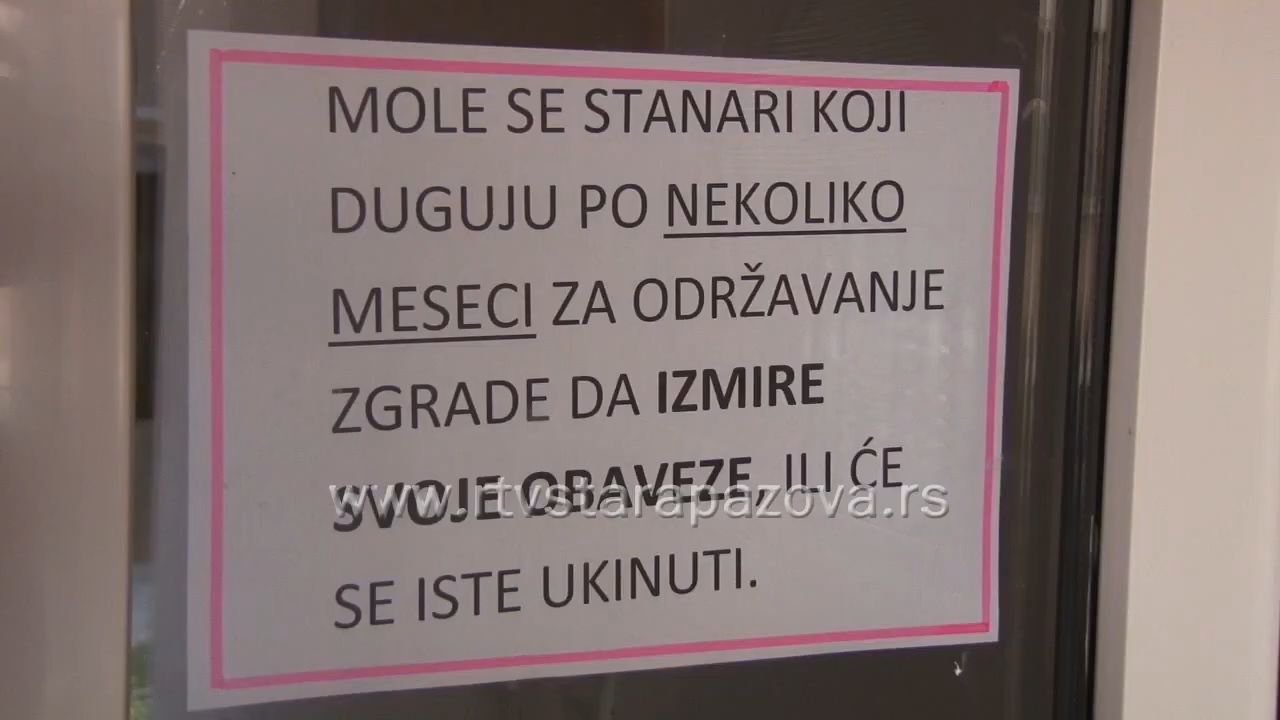 MOLE SE STANARI KOJI
DUGUJU PO NEKOLIKO
MESECI ZA ODRŽAVANJE
ZGRADE DA IZMIRE
SVOJE OBAVEZE, ILI ĆE
www.rtvstarapazova.rs
SE ISTE UKINUTI.